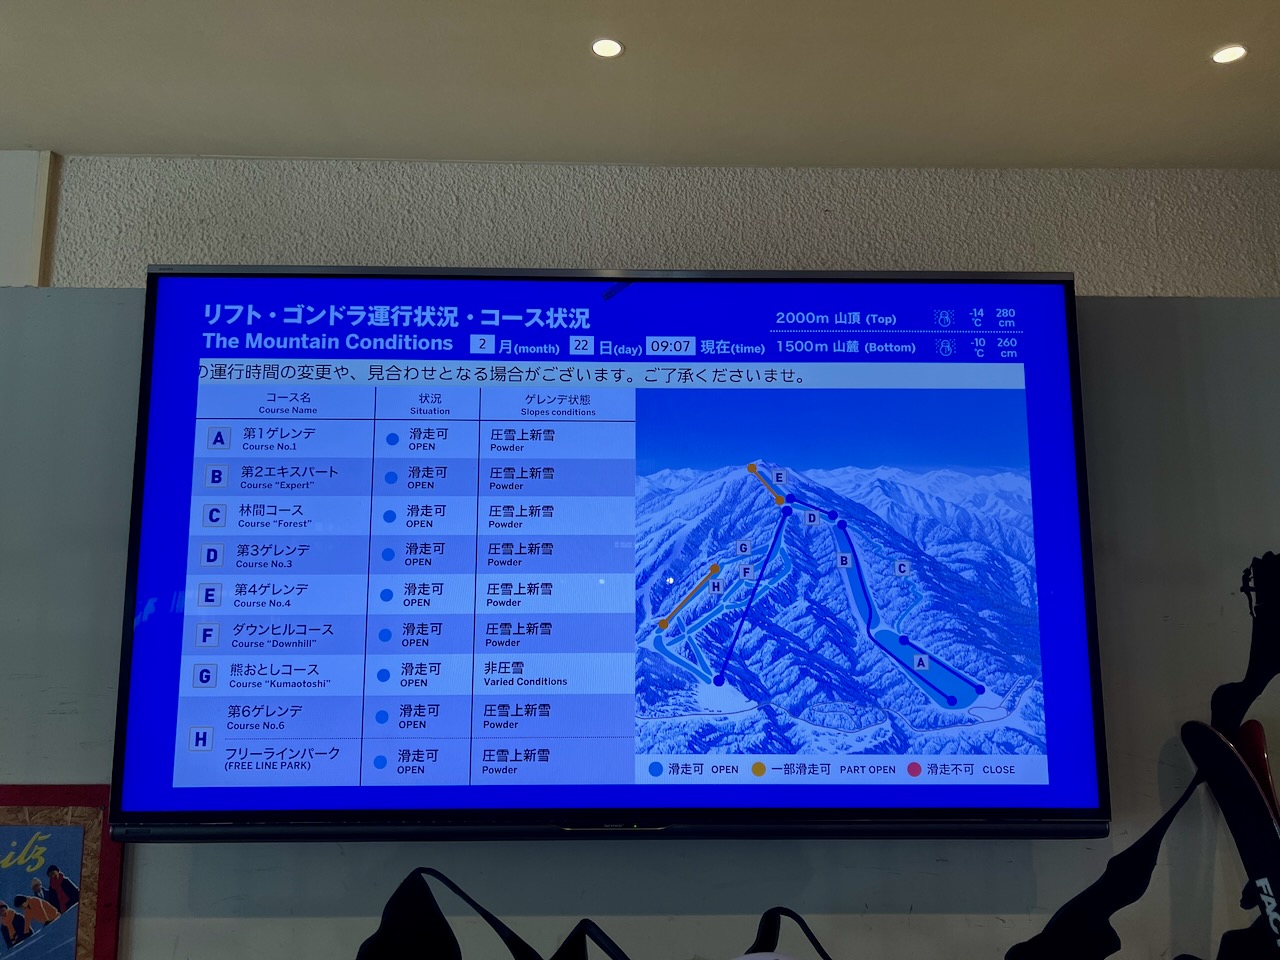 リフト・ゴンドラ運行状況・コース状況
The Mountain Conditions
2 月(month) 22 日(day) 09:07 現在(time)
2000m 山頂 (Top) -14 ℃ 280 cm
1500m 山麓 (Bottom) -10 ℃ 260 cm
の運行時間の変更や、見合わせとなる場合がございます。ご了承くださいませ。
コース名 状況 ゲレンデ状態
Course Name Situation Slopes conditions
A 第1ゲレンデ 滑走可 圧雪上新雪
Course No.1 OPEN Powder
B 第2エキスパート 滑走可 圧雪上新雪
Course “Expert” OPEN Powder
C 林間コース 滑走可 圧雪上新雪
Course “Forest” OPEN Powder
D 第3ゲレンデ 滑走可 圧雪上新雪
Course No.3 OPEN Powder
E 第4ゲレンデ 滑走可 圧雪上新雪
Course No.4 OPEN Powder
F ダウンヒルコース 滑走可 圧雪上新雪
Course “Downhill” OPEN Powder
G 熊おとしコース 滑走可 非圧雪
Course “Kumaotoshi” OPEN Varied Conditions
H 第6ゲレンデ 滑走可 圧雪上新雪
Course No.6 OPEN Powder
フリーラインパーク 滑走可 圧雪上新雪
(FREE LINE PARK) OPEN Powder
E
D
G
F
H
B
C
A
滑走可 OPEN 一部滑走可 PART OPEN 滑走不可 CLOSE